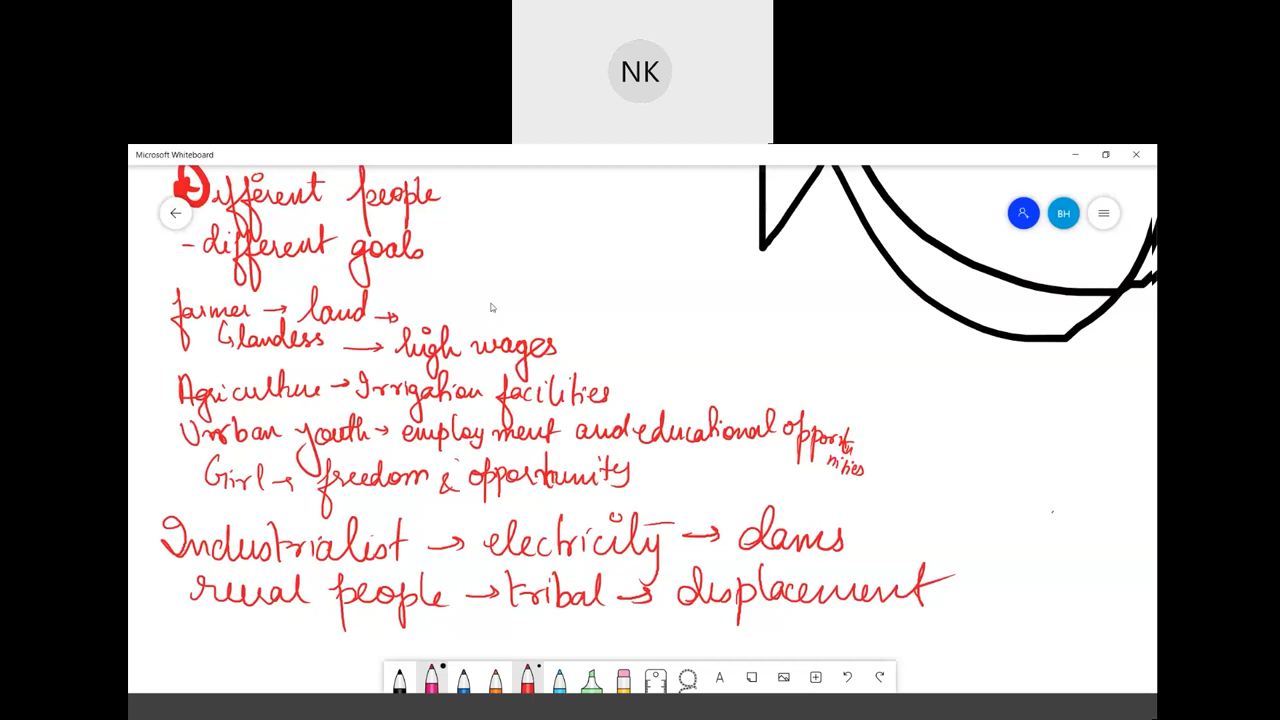 NK
Microsoft Whiteboard
Different people
- different goals
BH
farmer → land →
landless → high wages
Agriculture → Irrigation facilities
Urban youth → employment and educational opportunities
Girl → freedom & opportunity
Industrialist → electricity → dams
rural people → tribal → displacement
A